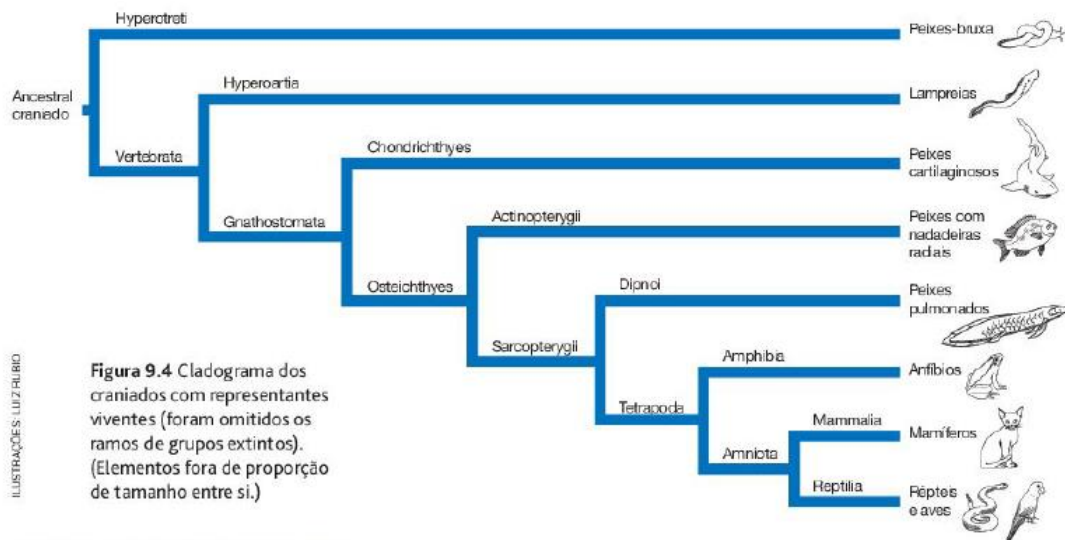 Hyperotreti
Peixes-bruxa
Ancestral
craniado
Hyperoartia
Lampreias
Vertebrata
Chondrichthyes
Peixes
cartilaginosos
Gnathostomata
Actinopterygii
Peixes com
nadadeiras
radiais
Osteichthyes
Dipnoi
Peixes
pulmonados
Sarcopterygii
Amphibia
Anfíbios
Tetrapoda
Mammalia
Mamíferos
Amniota
Reptilia
Répteis
e aves
Figura 9.4 Cladograma dos
craniados com representantes
viventes (foram omitidos os
ramos de grupos extintos).
(Elementos fora de proporção
de tamanho entre si.)
ILUSTRAÇÕES: LUIZ RUBIO